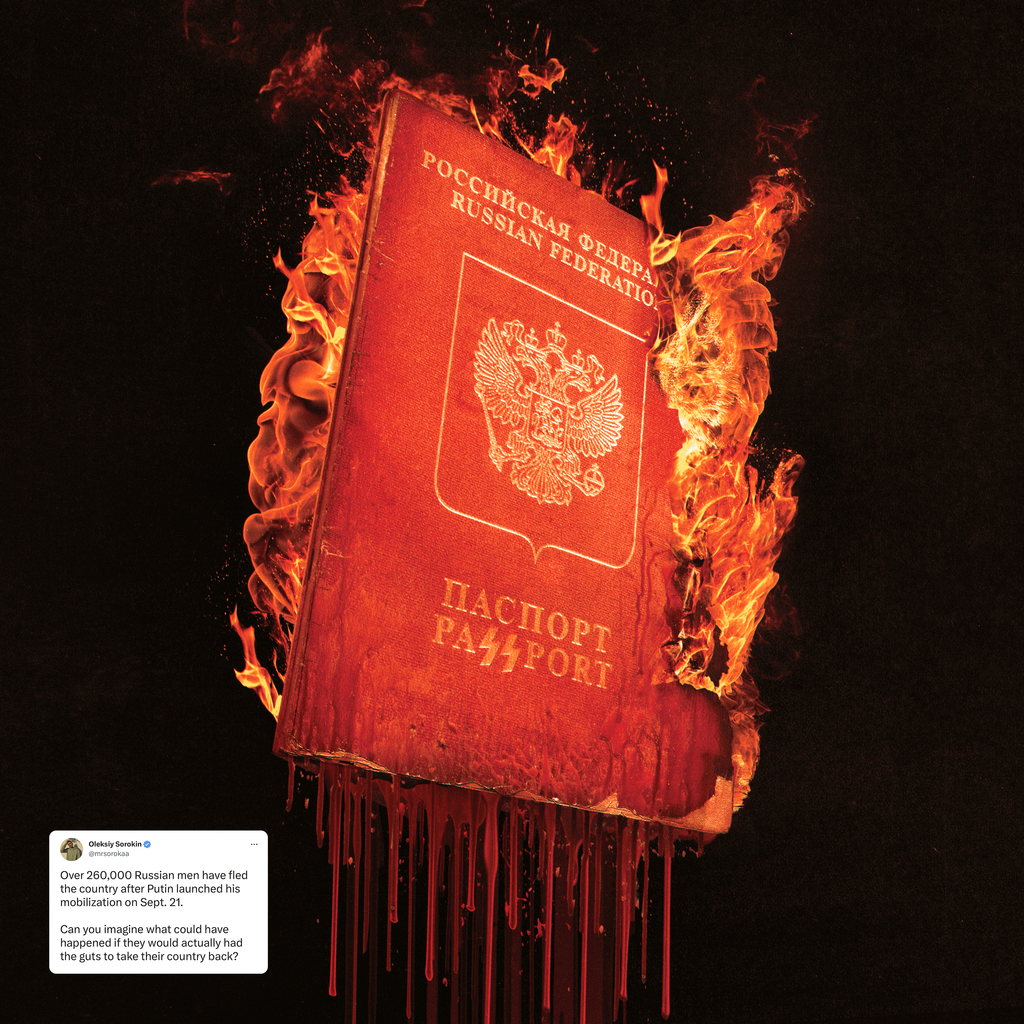 РОССИЙСКАЯ ФЕДЕРА
RUSSIAN FEDERATIO
ПАСПОРТ
PAϟϟPORT
Oleksiy Sorokin
@mrsorokaa
Over 260,000 Russian men have fled
the country after Putin launched his
mobilization on Sept. 21.
Can you imagine what could have
happened if they would actually had
the guts to take their country back?